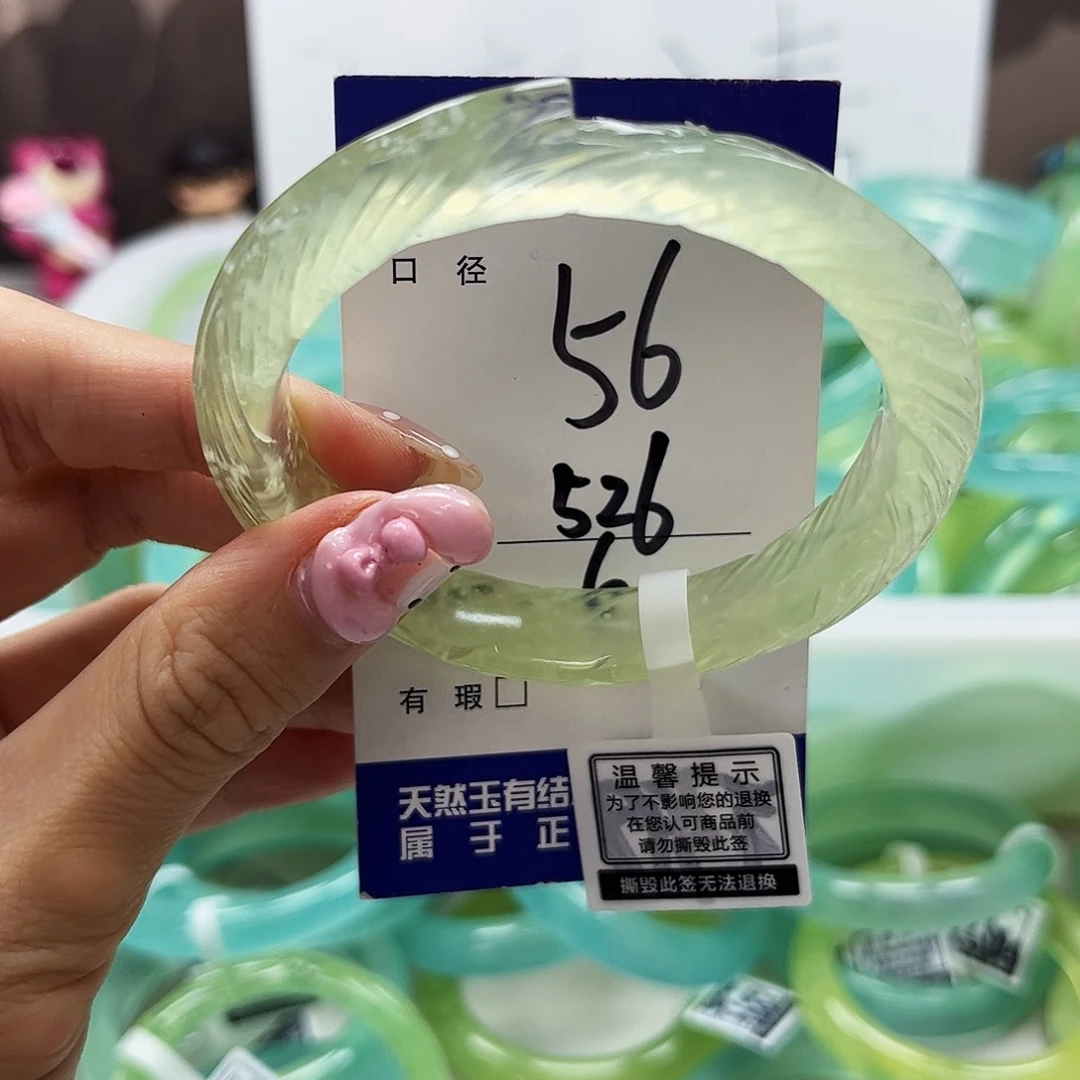 口 径
56
526
6
有 瑕□
天然玉有结
属 于 正
温馨提示
为了不影响您的退换
在您认可商品前
请勿撕毁此签
撕毁此签无法退换